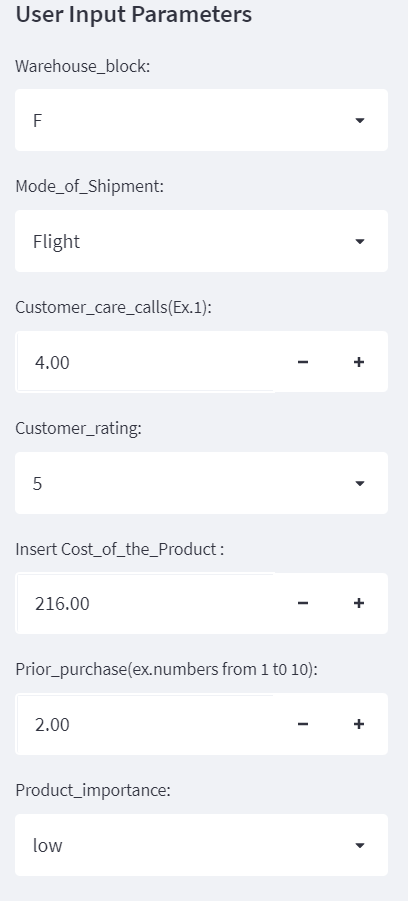 User Input Parameters
Warehouse_block:
F
Mode_of_Shipment:
Flight
Customer_care_calls(Ex.1):
4.00
Customer_rating:
5
Insert Cost_of_the_Product :
216.00
Prior_purchase(ex.numbers from 1 t0 10):
2.00
Product_importance:
low